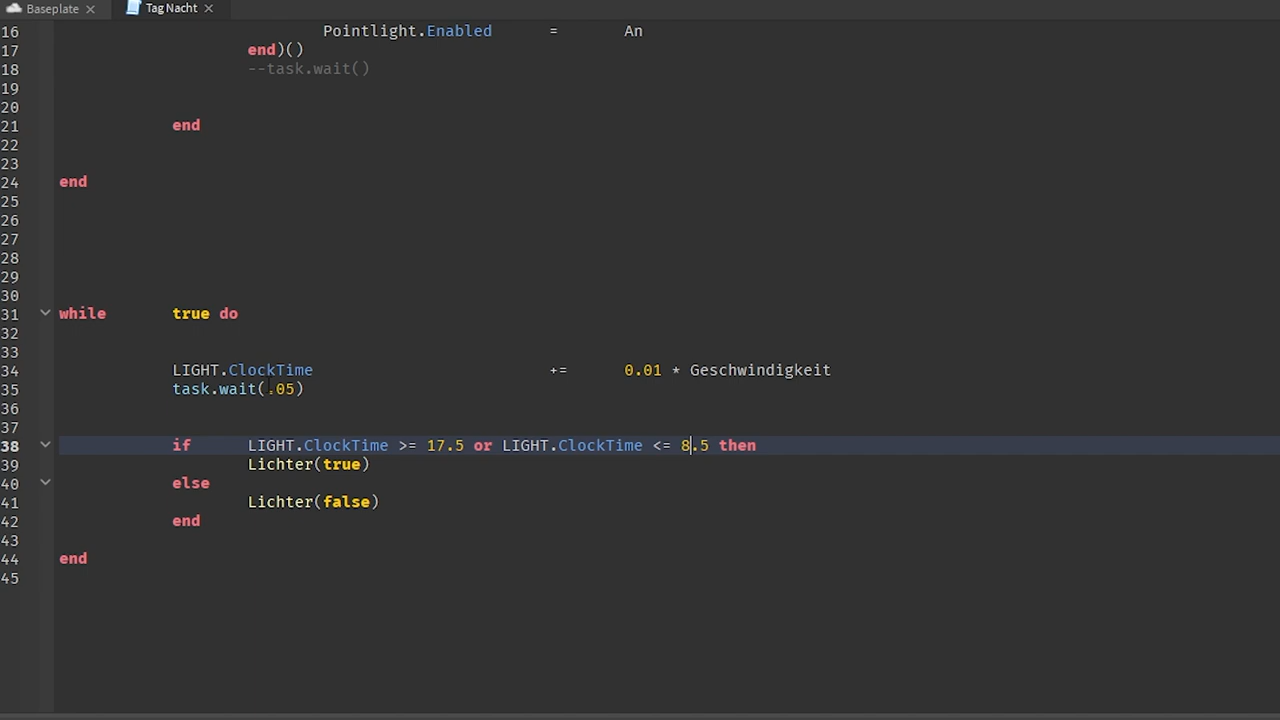 Baseplate × Tag Nacht ×
16 Pointlight.Enabled = An
17 end)()
18 --task.wait()
19
20
21 end
22
23
24 end
25
26
27
28
29
30
31 while true do
32
33
34 LIGHT.ClockTime += 0.01 * Geschwindigkeit
35 task.wait(.05)
36
37
38 if LIGHT.ClockTime >= 17.5 or LIGHT.ClockTime <= 8.5 then
39 Lichter(true)
40 else
41 Lichter(false)
42 end
43
44 end
45